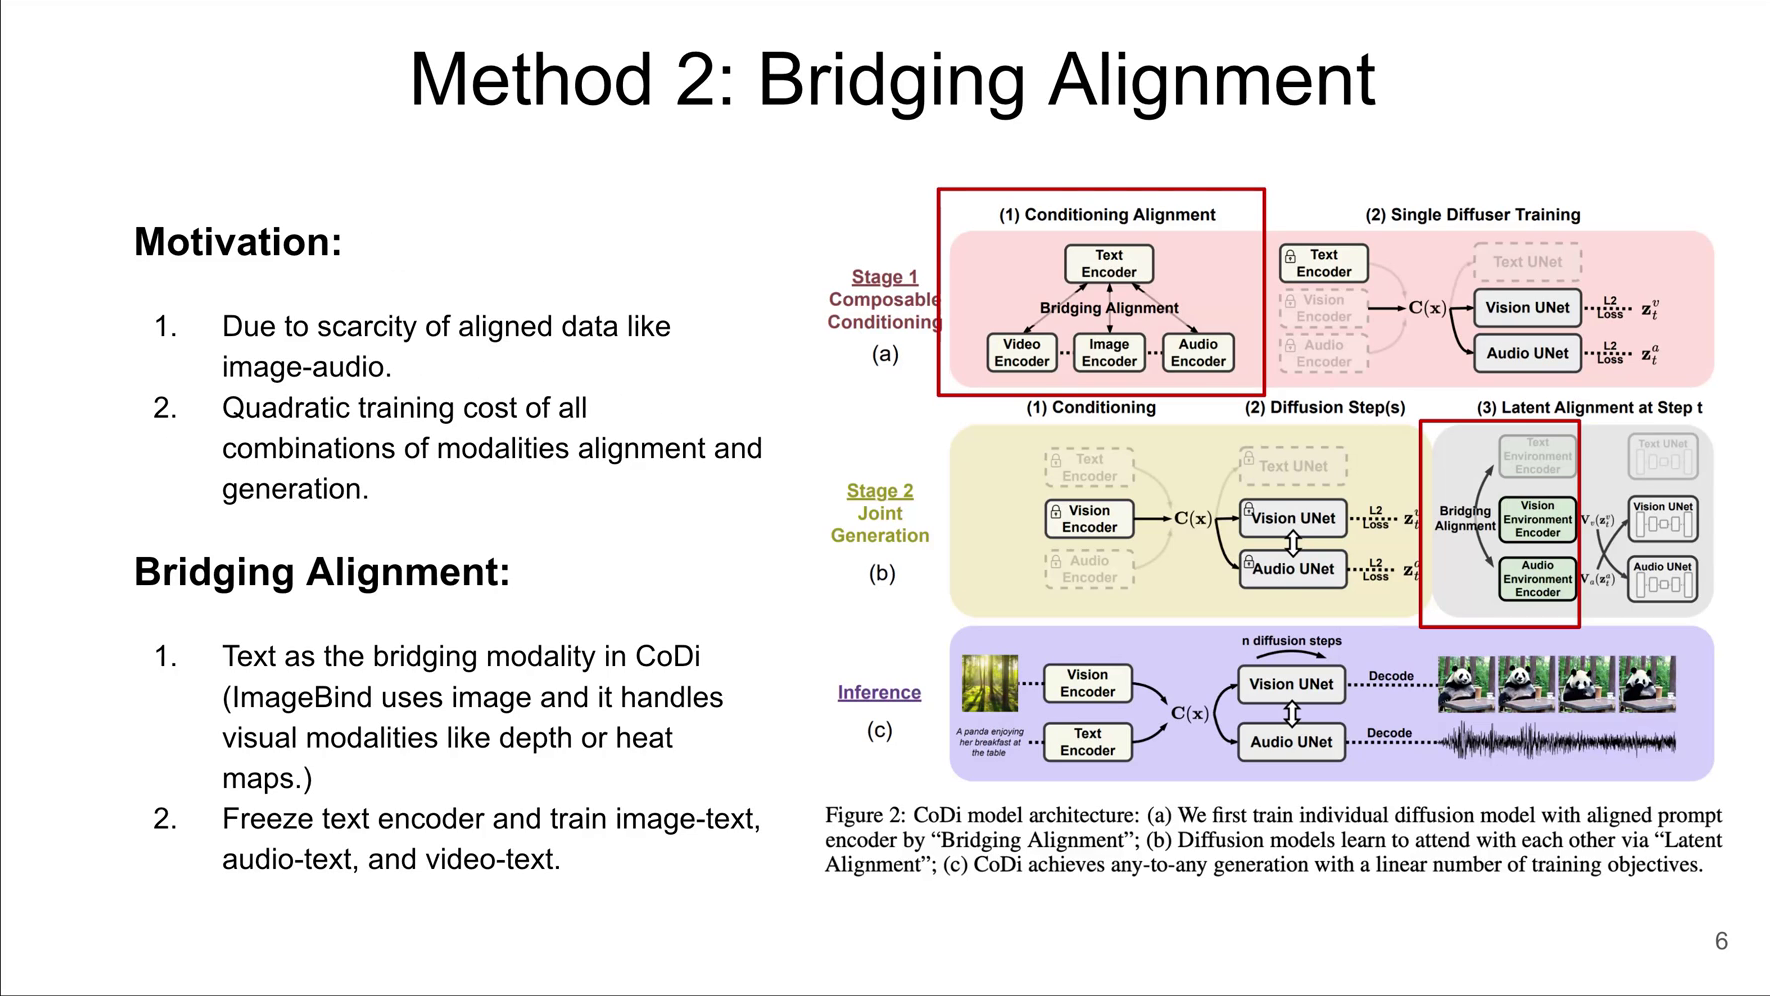 Method 2: Bridging Alignment
Motivation:
1. Due to scarcity of aligned data like
image-audio.
2. Quadratic training cost of all
combinations of modalities alignment and
generation.
Bridging Alignment:
1. Text as the bridging modality in CoDi
(ImageBind uses image and it handles
visual modalities like depth or heat
maps.)
2. Freeze text encoder and train image-text,
audio-text, and video-text.
Stage 1
Composable
Conditioning
(a)
(1) Conditioning Alignment
Text
Encoder
Bridging Alignment
Video
Encoder
Image
Encoder
Audio
Encoder
(2) Single Diffuser Training
Text
Encoder
Vision
Encoder
Audio
Encoder
C(x)
Text UNet
Vision UNet
L2
Loss
z_t^v
Audio UNet
L2
Loss
z_t^a
Stage 2
Joint
Generation
(b)
(1) Conditioning
Text
Encoder
Vision
Encoder
Audio
Encoder
C(x)
(2) Diffusion Step(s)
Text UNet
Vision UNet
L2
Loss
Audio UNet
L2
Loss
(3) Latent Alignment at Step t
Bridging
Alignment
Text
Environment
Encoder
Vision
Environment
Encoder
Audio
Environment
Encoder
V_v(z_t^v)
V_a(z_t^a)
Text UNet
Vision UNet
Audio UNet
Inference
(c)
A panda enjoying
her breakfast at
the table
Vision
Encoder
Text
Encoder
C(x)
n diffusion steps
Vision UNet
Decode
Audio UNet
Decode
Figure 2: CoDi model architecture: (a) We first train individual diffusion model with aligned prompt
encoder by “Bridging Alignment”; (b) Diffusion models learn to attend with each other via “Latent
Alignment”; (c) CoDi achieves any-to-any generation with a linear number of training objectives.
6